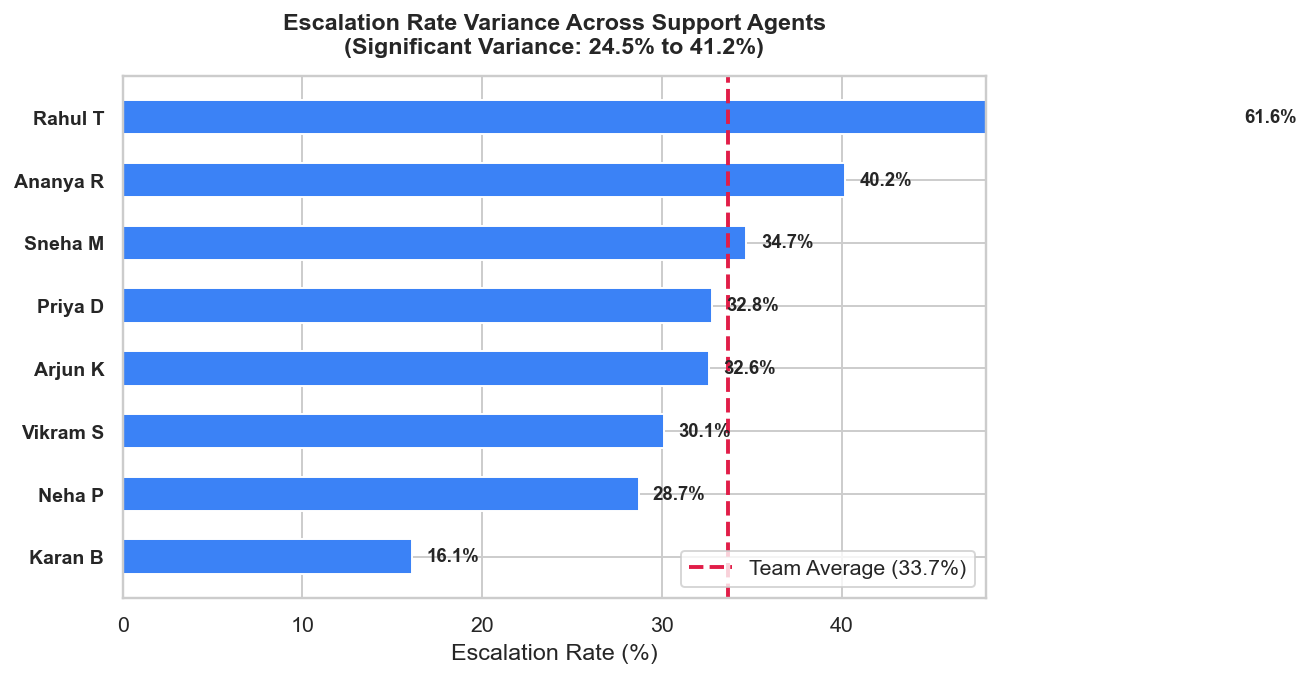 Escalation Rate Variance Across Support Agents
(Significant Variance: 24.5% to 41.2%)
Rahul T 61.6%
Ananya R 40.2%
Sneha M 34.7%
Priya D 32.8%
Arjun K 32.6%
Vikram S 30.1%
Neha P 28.7%
Karan B 16.1%
Team Average (33.7%)
0 10 20 30 40
Escalation Rate (%)